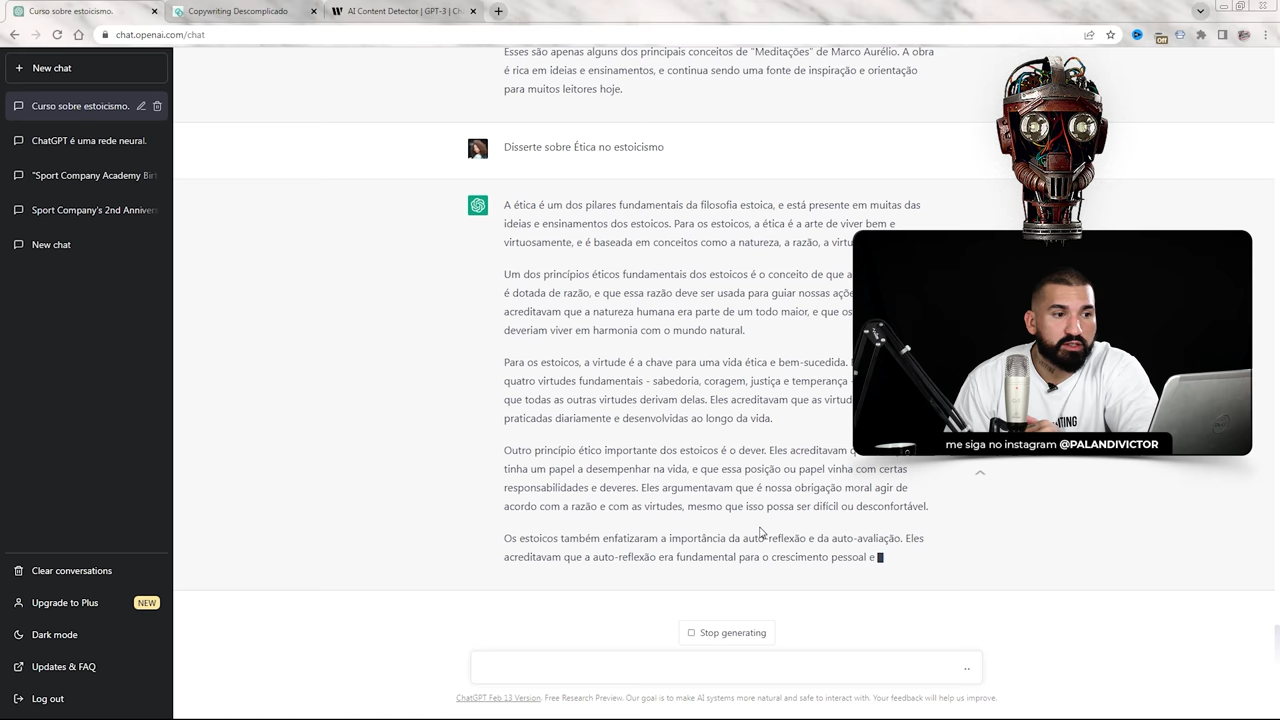 Curso sobre estoicismo
Copywriting Descomplicado
AI Content Detector | GPT-3 | Ch
chat.openai.com/chat
Off
New chat
Curso sobre estoicismo.
ChatGPT é uma rede neural.
"Sport Company Academy Birt
Sport Company's 2nd Annivers
New chat
Clear conversations
Upgrade to Plus
NEW
Dark mode
Updates & FAQ
Log out
Esses são apenas alguns dos principais conceitos de "Meditações" de Marco Aurélio. A obra
é rica em ideias e ensinamentos, e continua sendo uma fonte de inspiração e orientação
para muitos leitores hoje.
Disserte sobre Ética no estoicismo
A ética é um dos pilares fundamentais da filosofia estoica, e está presente em muitas das
ideias e ensinamentos dos estoicos. Para os estoicos, a ética é a arte de viver bem e
virtuosamente, e é baseada em conceitos como a natureza, a razão, a virtu
Um dos princípios éticos fundamentais dos estoicos é o conceito de que a
é dotada de razão, e que essa razão deve ser usada para guiar nossas açõe
acreditavam que a natureza humana era parte de um todo maior, e que os
deveriam viver em harmonia com o mundo natural.
Para os estoicos, a virtude é a chave para uma vida ética e bem-sucedida.
quatro virtudes fundamentais - sabedoria, coragem, justiça e temperança -
que todas as outras virtudes derivam delas. Eles acreditavam que as virtud
praticadas diariamente e desenvolvidas ao longo da vida.
Outro princípio ético importante dos estoicos é o dever. Eles acreditavam
tinha um papel a desempenhar na vida, e que essa posição ou papel vinha com certas
responsabilidades e deveres. Eles argumentavam que é nossa obrigação moral agir de
acordo com a razão e com as virtudes, mesmo que isso possa ser difícil ou desconfortável.
Os estoicos também enfatizaram a importância da auto-reflexão e da auto-avaliação. Eles
acreditavam que a auto-reflexão era fundamental para o crescimento pessoal e
me siga no instagram @PALANDIVICTOR
Stop generating
ChatGPT Feb 13 Version. Free Research Preview. Our goal is to make AI systems more natural and safe to interact with. Your feedback will help us improve.